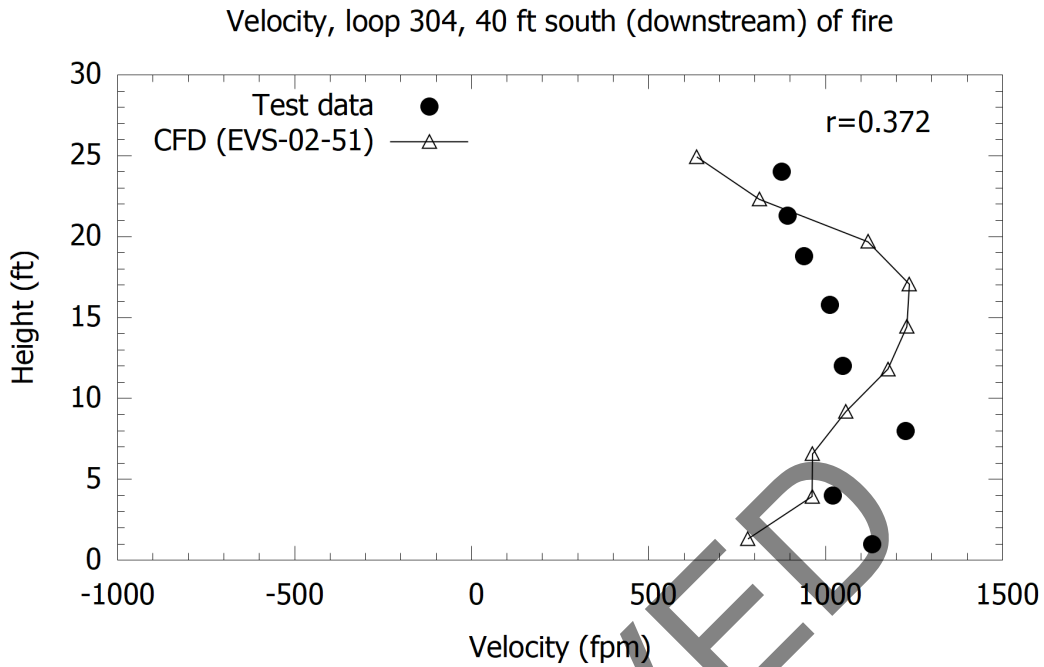 Velocity, loop 304, 40 ft south (downstream) of fire
30
25
20
15
10
5
0
Height (ft)
Test data
CFD (EVS-02-51)
r=0.372
-1000 -500 0 500 1000 1500
Velocity (fpm)
ED